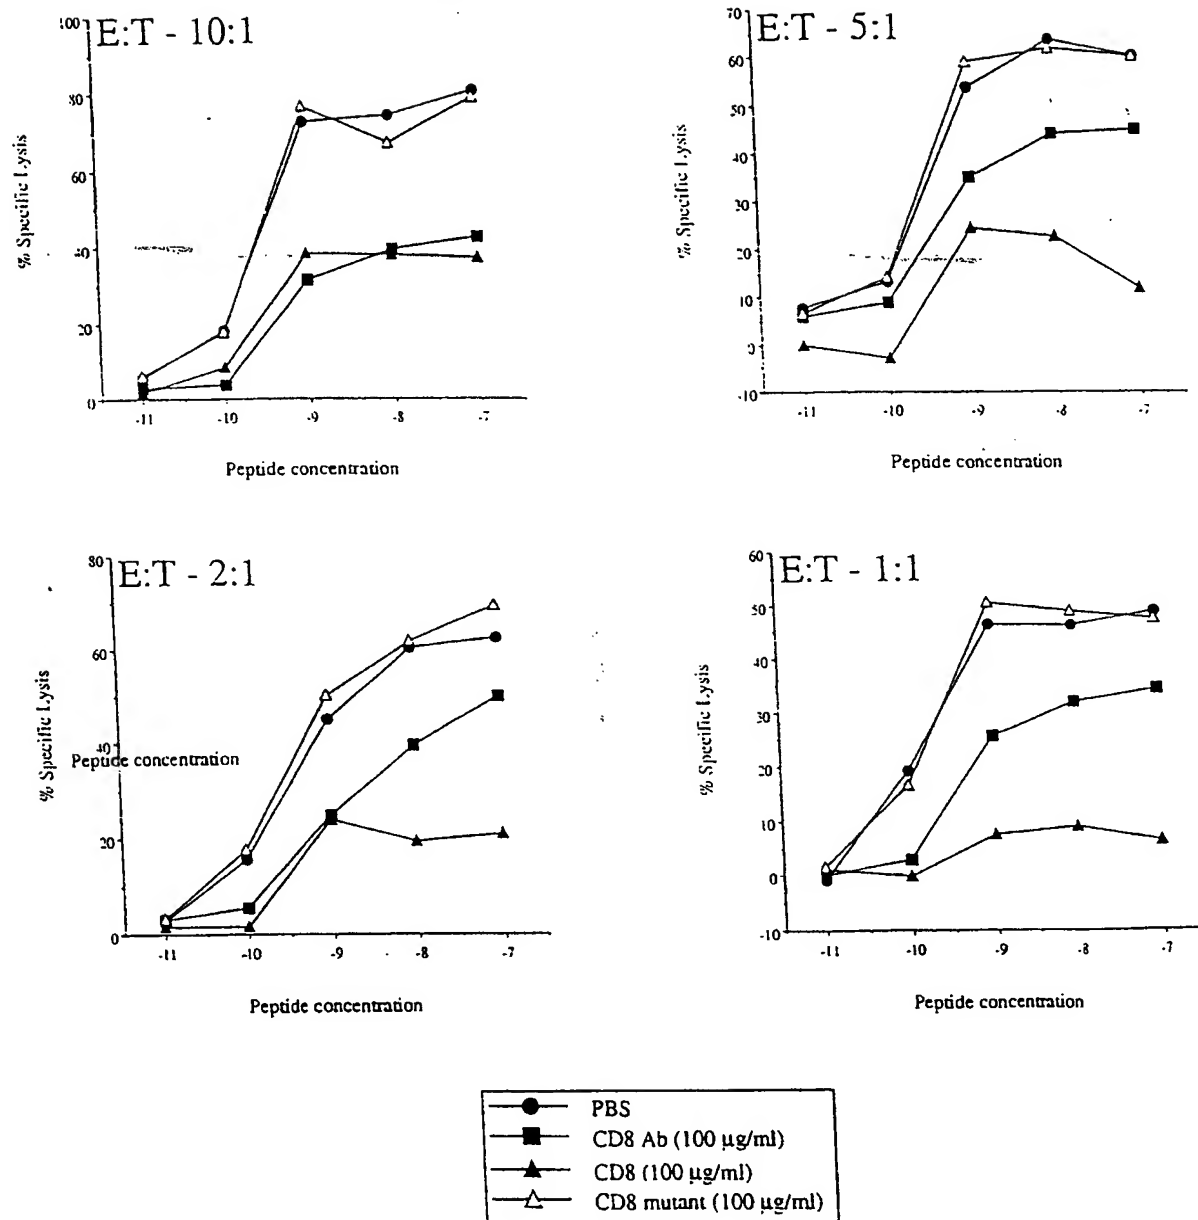 E:T - 10:1
100
80
60
40
20
0
% Specific Lysis
-11 -10 -9 -8 -7
Peptide concentration
E:T - 5:1
70
60
50
40
30
20
10
0
-10
% Specific Lysis
-11 -10 -9 -8 -7
Peptide concentration
E:T - 2:1
80
60
40
20
0
% Specific Lysis
Peptide concentration
-11 -10 -9 -8 -7
Peptide concentration
E:T - 1:1
60
50
40
30
20
10
0
-10
% Specific Lysis
-11 -10 -9 -8 -7
Peptide concentration
PBS
CD8 Ab (100 µg/ml)
CD8 (100 µg/ml)
CD8 mutant (100 µg/ml)